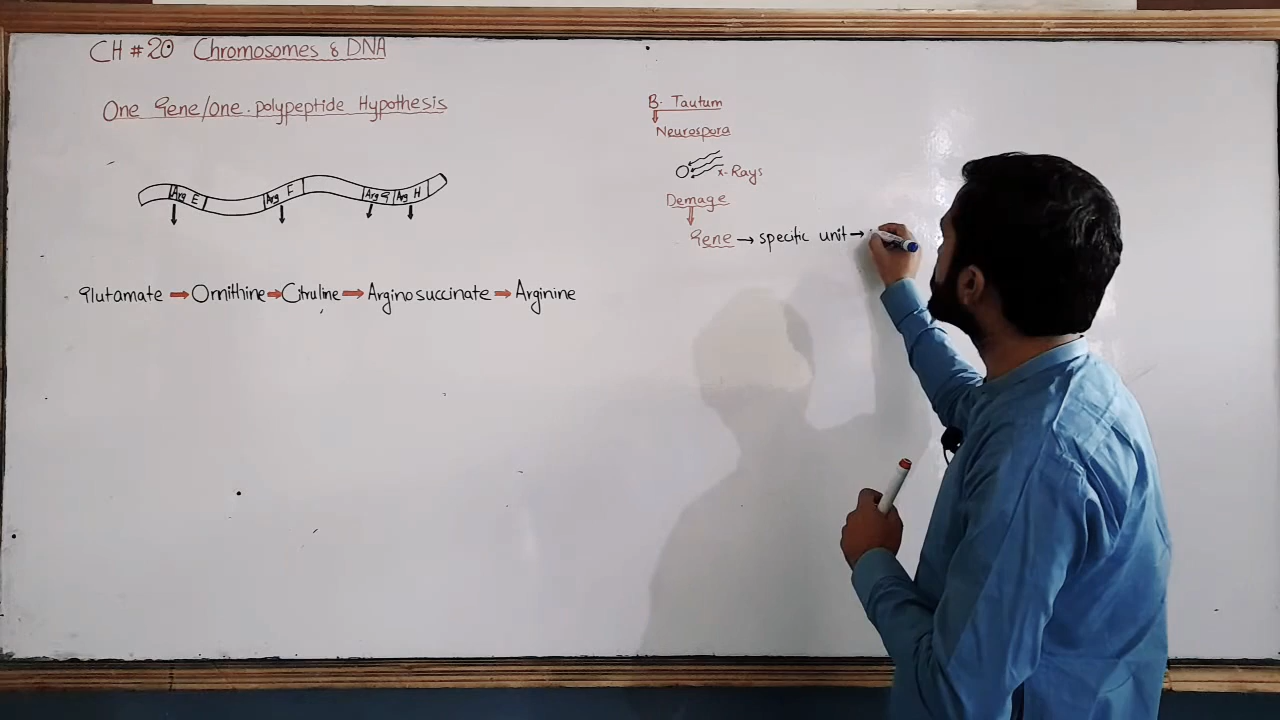 CH # 20 Chromosomes & DNA
One Gene/one.polypeptide Hypothesis
Arg E Arg F Arg G Arg H
Glutamate → Ornithine → Citruline → Arginosuccinate → Arginine
B. Tautum
Neurospora
x-Rays
Demage
Gene → specific unit →